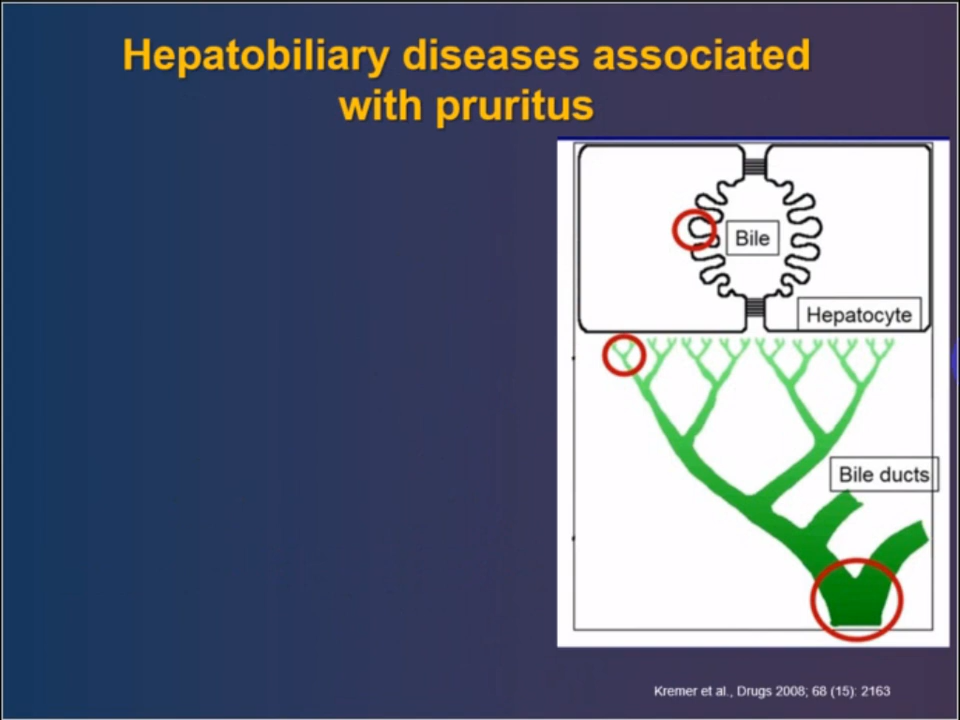 Hepatobiliary diseases associated
with pruritus
Bile
Hepatocyte
Bile ducts
Kremer et al., Drugs 2008; 68 (15): 2163